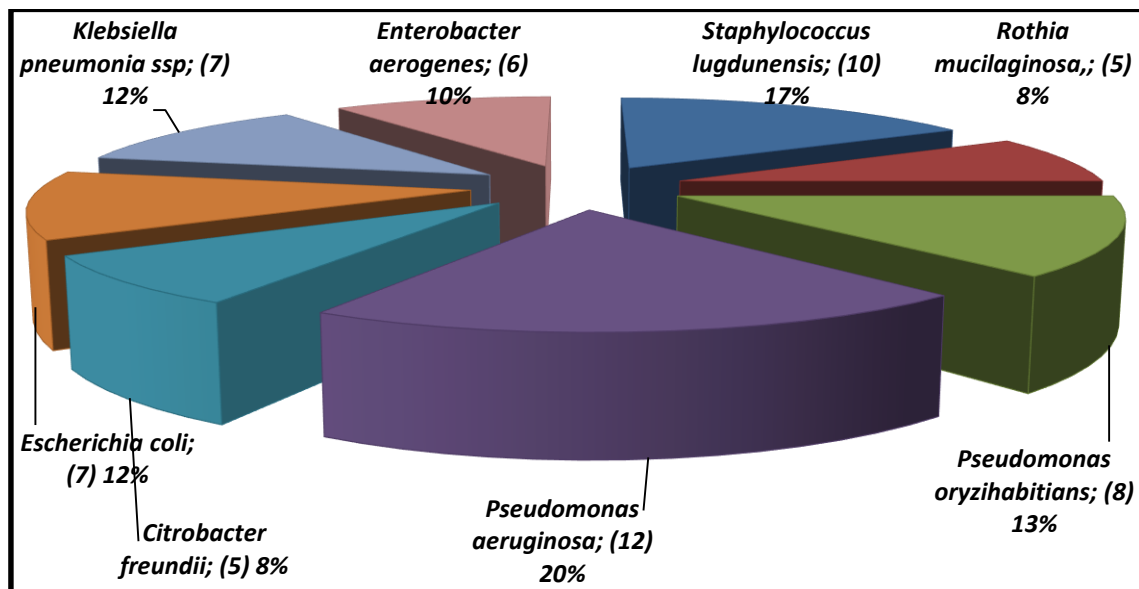 Klebsiella
pneumonia ssp; (7)
12%
Enterobacter
aerogenes; (6)
10%
Staphylococcus
lugdunensis; (10)
17%
Rothia
mucilaginosa,; (5)
8%
Escherichia coli;
(7) 12%
Citrobacter
freundii; (5) 8%
Pseudomonas
aeruginosa; (12)
20%
Pseudomonas
oryzihabitians; (8)
13%